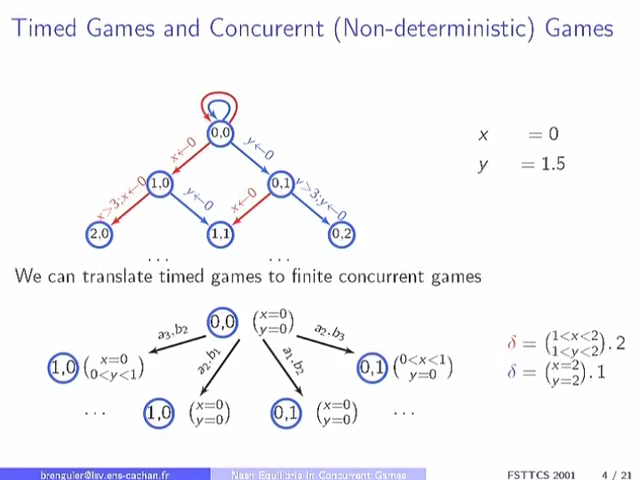 Timed Games and Concurernt (Non-deterministic) Games
0,0
x←0
y←0
x = 0
y = 1.5
1,0
0,1
x>3;x←0
y←0
x←0
y>3;y←0
2,0
1,1
0,2
... ...
We can translate timed games to finite concurrent games
0,0 (x=0 y=0)
a₃,b₂
a₂,b₁
a₁,b₂
a₂,b₃
1,0 (x=0 0<y<1)
0,1 (0<x<1 y=0)
δ = (1<x<2 1<y<2).2
δ = (x=2 y=2).1
... 1,0 (x=0 y=0) 0,1 (x=0 y=0) ...
brenguier@lsv.ens-cachan.fr Nash Equilibria in Concurrent Games FSTTCS 2001 4 / 21